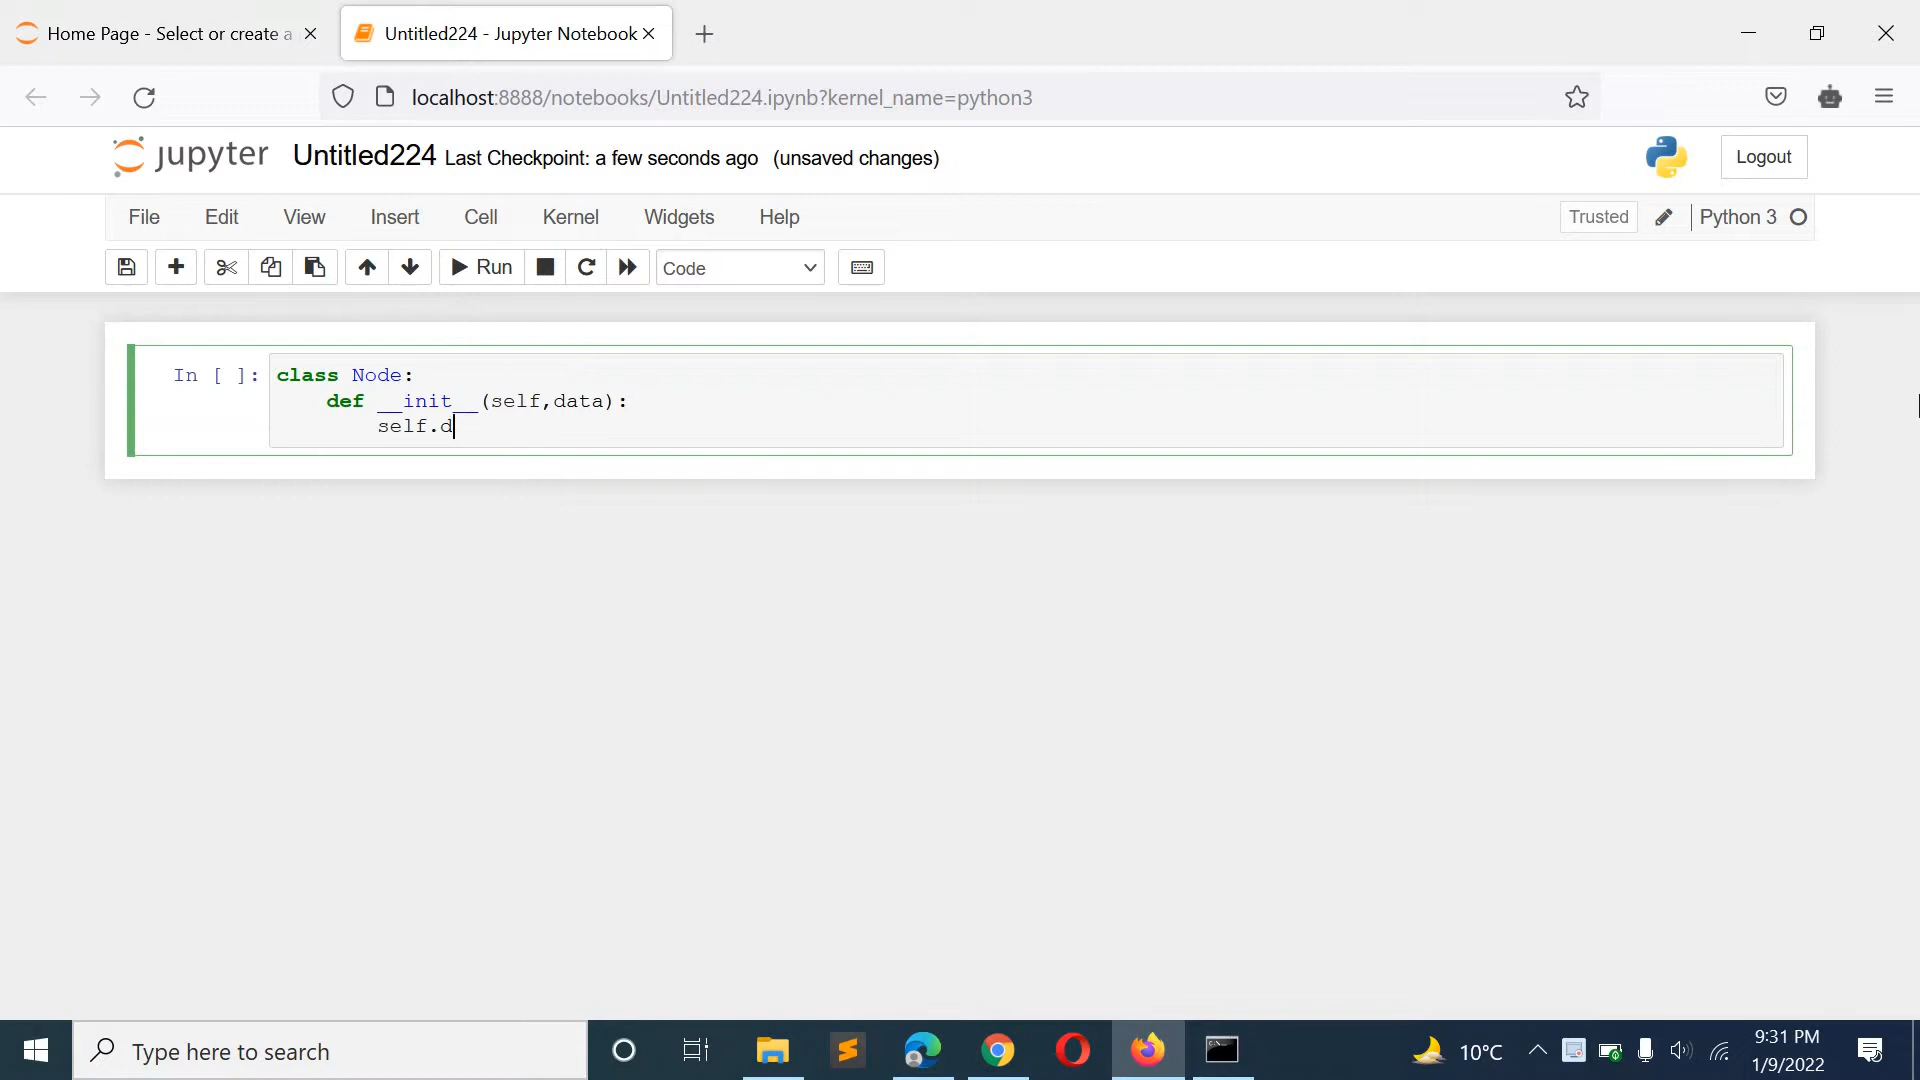 Home Page - Select or create a
Untitled224 - Jupyter Notebook
localhost:8888/notebooks/Untitled224.ipynb?kernel_name=python3
jupyter Untitled224 Last Checkpoint: a few seconds ago (unsaved changes)
Logout
File Edit View Insert Cell Kernel Widgets Help
Trusted
Python 3
Run
Code
In [ ]: class Node:
def __init__(self,data):
self.d
Type here to search
10°C
9:31 PM
1/9/2022